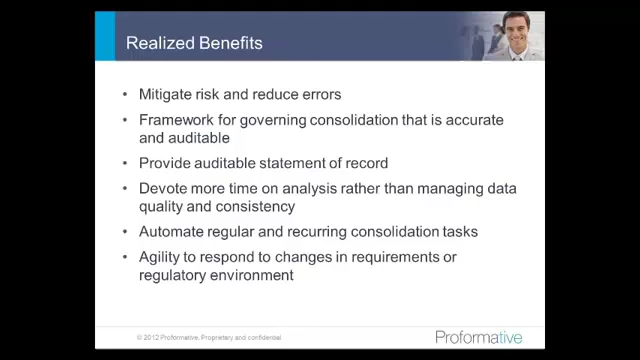 Realized Benefits
• Mitigate risk and reduce errors.
• Framework for governing consolidation that is accurate
and auditable
• Provide auditable statement of record
• Devote more time on analysis rather than managing data
quality and consistency
• Automate regular and recurring consolidation tasks
• Agility to respond to changes in requirements or
regulatory environment
© 2012 Proformative. Proprietary and confidential
Proformative